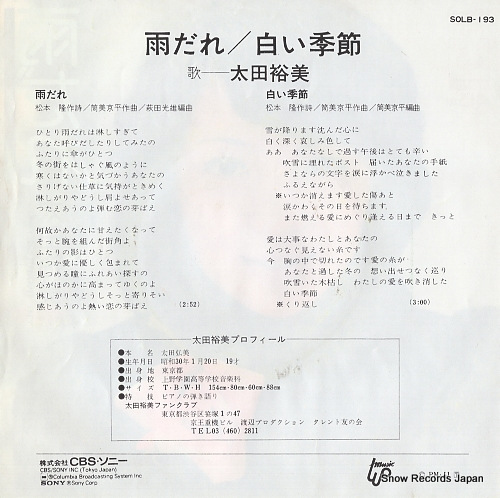 SOLB-193
雨だれ／白い季節
歌──太田裕美
雨だれ
松本 隆作詩／筒美京平作曲／萩田光雄編曲
ひとり雨だれは淋しすぎて
あなた呼びだしたりしてみたの
ふたりに傘がひとつ
冬の街をはしゃぐ風のように
寒くはないかと気づかうあなたの
さりげない仕草に気持がときめく
淋しがりやどうし肩よせあって
つたえあうのよ弾む恋の芽ばえ
何故かあなたに甘えたくなって
そっと腕を組んだ街角よ
ふたりの影はひとつ
いつか愛に優しく包まれて
見つめる瞳にふれあい探すの
心がほのかに高まってゆくのよ
淋しがりやどうしそっと寄りそい
感じあうのよ熱い恋の芽ばえ
(2:52)
白い季節
松本 隆作詩／筒美京平作曲／筒美京平編曲
雪が降ります沈んだ心に
白く深く哀しみ色して
ああ あなたなしで過す午後はとても辛い
吹雪に埋れたポスト 届いたあなたの手紙
さよならの文字を涙に浮かべ泣きました
ふるえながら
※いつか消えます愛した傷あと
涙かわくその日を待ちます
また燃える愛にめぐり逢える日まで きっと
愛は大事なわたしとあなたの
心つなぐ見えない糸です
今 胸の中で切れたのです愛の糸が
あなたと過した冬の 想い出せつなく巡り
吹雪いた木枯し わたしの愛を吹き消した
白い季節
※くり返し
(3:00)
太田裕美プロフィール
●本名 太田弘美
●生年月日 昭和30年1月20日 19才
●出身地 東京都
●出身校 上野学園高等学校音楽科
●サイズ T・B・W・H 154cm・80cm・60cm・88cm
●特技 ピアノの弾き語り
太田裕美ファンクラブ
東京都渋谷区笹塚1の47
京王重機ビル 渡辺プロダクション タレント友の会
TEL03(460)2811
株式会社CBS・ソニー
CBS/SONY INC.(Tokyo Japan)
®Columbia Broadcasting System Inc
SONY ®Sony Corp
music
Show Records Japan